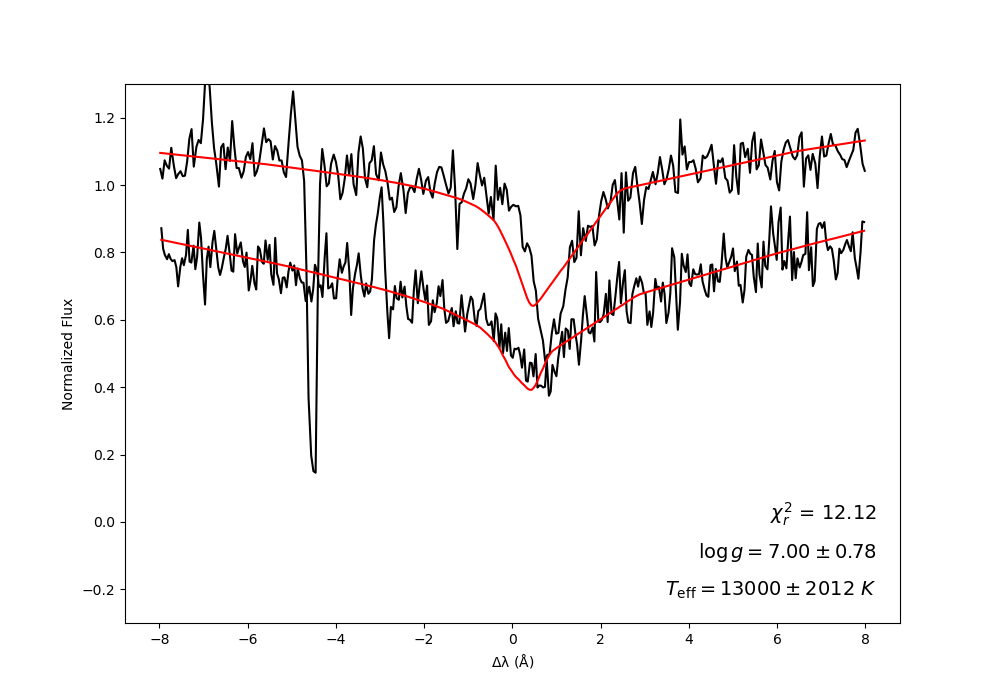 1.2
1.0
0.8
0.6
0.4
0.2
0.0
−0.2
Normalized Flux
χ²ᵣ = 12.12
log g = 7.00 ± 0.78
T_eff = 13000 ± 2012 K
−8 −6 −4 −2 0 2 4 6 8
Δλ (Å)